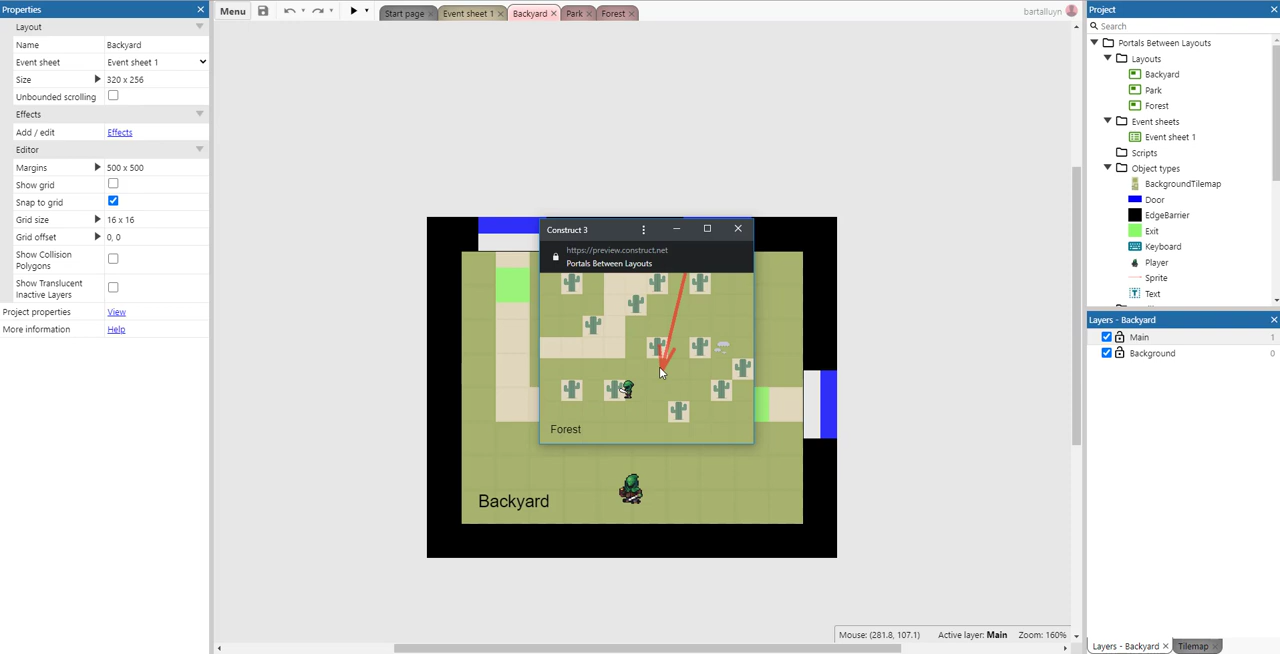 Properties
Menu
Start page
Event sheet 1
Backyard
Park
Forest
bartalluyn
Project
Layout
Name Backyard
Event sheet Event sheet 1
Size 320 x 256
Unbounded scrolling
Effects
Add / edit Effects
Editor
Margins 500 x 500
Show grid
Snap to grid
Grid size 16 x 16
Grid offset 0, 0
Show Collision
Polygons
Show Translucent
Inactive Layers
Project properties View
More information Help
Construct 3
https://preview.construct.net
Portals Between Layouts
Forest
Backyard
Mouse: (281.8, 107.1) Active layer: Main Zoom: 160%
Search
Portals Between Layouts
Layouts
Backyard
Park
Forest
Event sheets
Event sheet 1
Scripts
Object types
BackgroundTilemap
Door
EdgeBarrier
Exit
Keyboard
Player
Sprite
Text
Layers - Backyard
Main 1
Background 0
Layers - Backyard
Tilemap